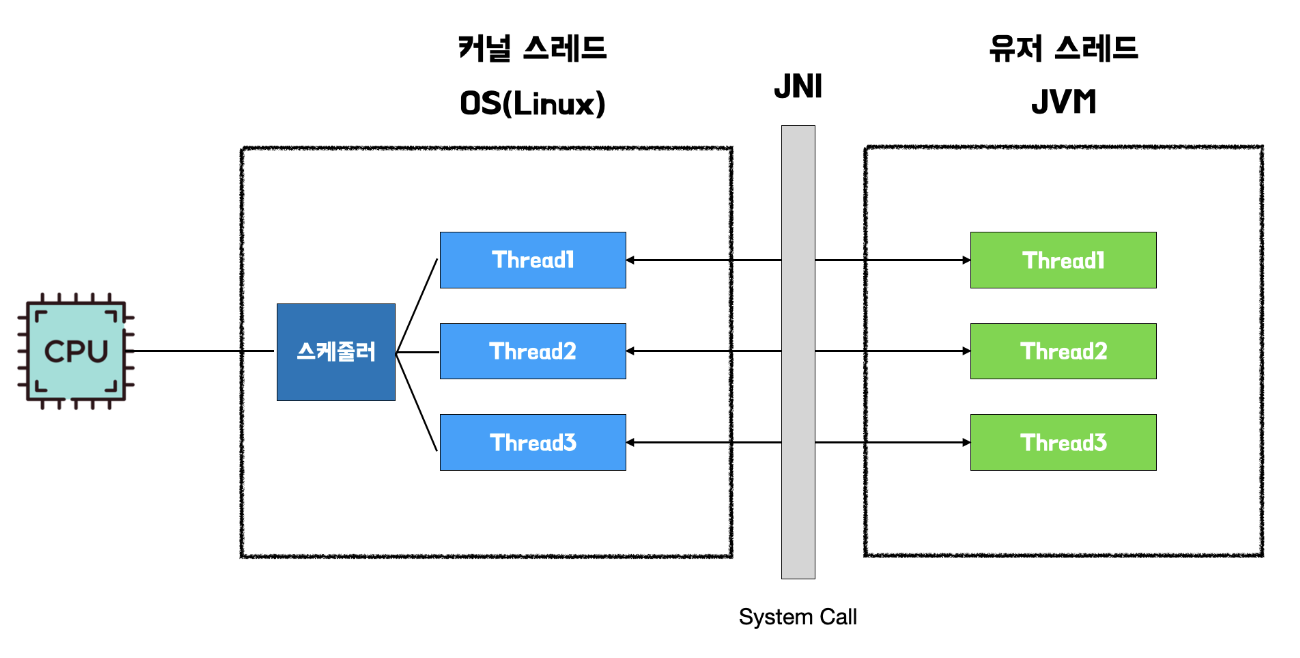 커널 스레드
OS(Linux)
JNI
유저 스레드
JVM
CPU
스케줄러
Thread1
Thread2
Thread3
Thread1
Thread2
Thread3
System Call